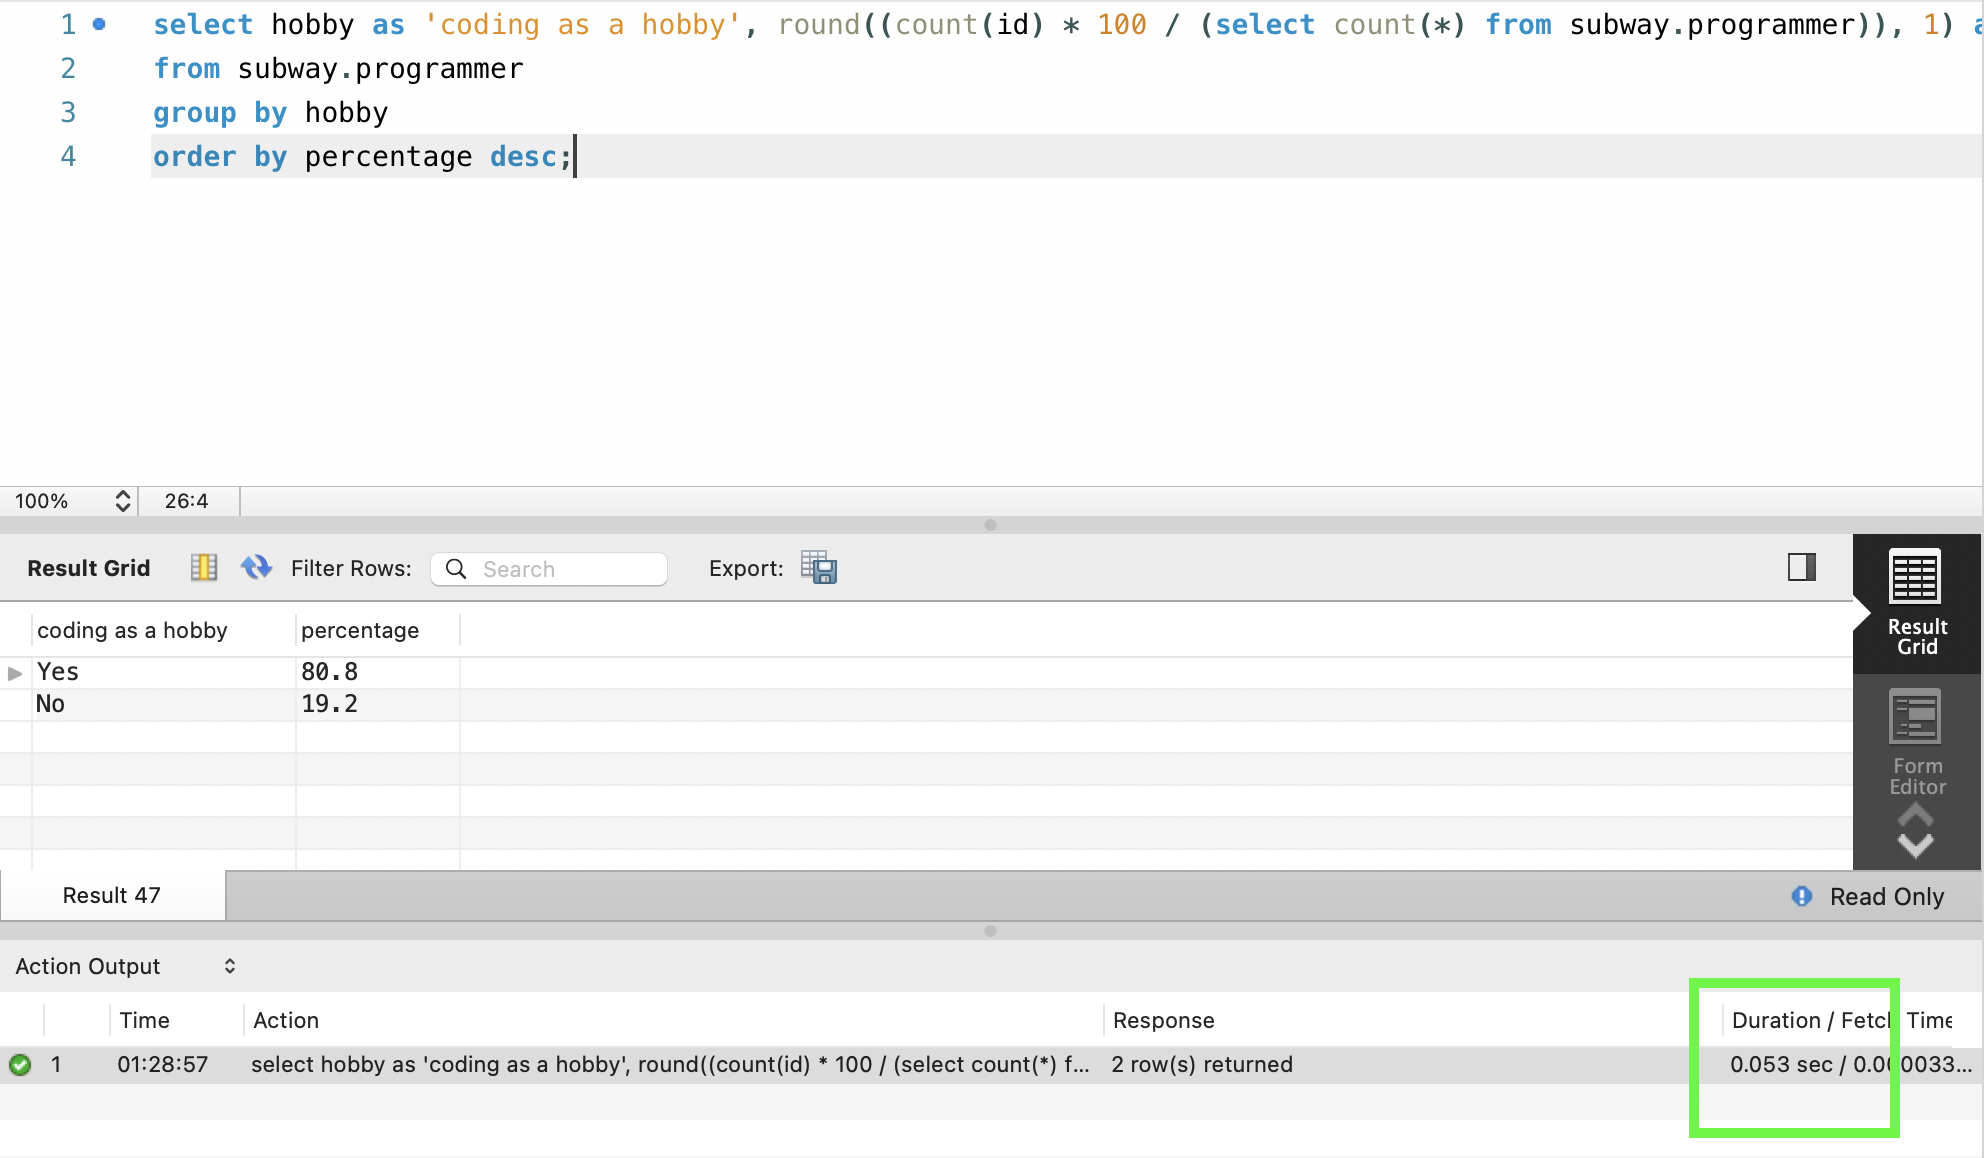 1 select hobby as 'coding as a hobby', round((count(id) * 100 / (select count(*) from subway.programmer)), 1)
2 from subway.programmer
3 group by hobby
4 order by percentage desc;
100% 26:4
Result Grid Filter Rows: Search Export:
Result Grid
Form Editor
coding as a hobby percentage
Yes 80.8
No 19.2
Result 47 Read Only
Action Output
Time Action Response Duration / Fetch Time
1 01:28:57 select hobby as 'coding as a hobby', round((count(id) * 100 / (select count(*) f... 2 row(s) returned 0.053 sec / 0.000033...